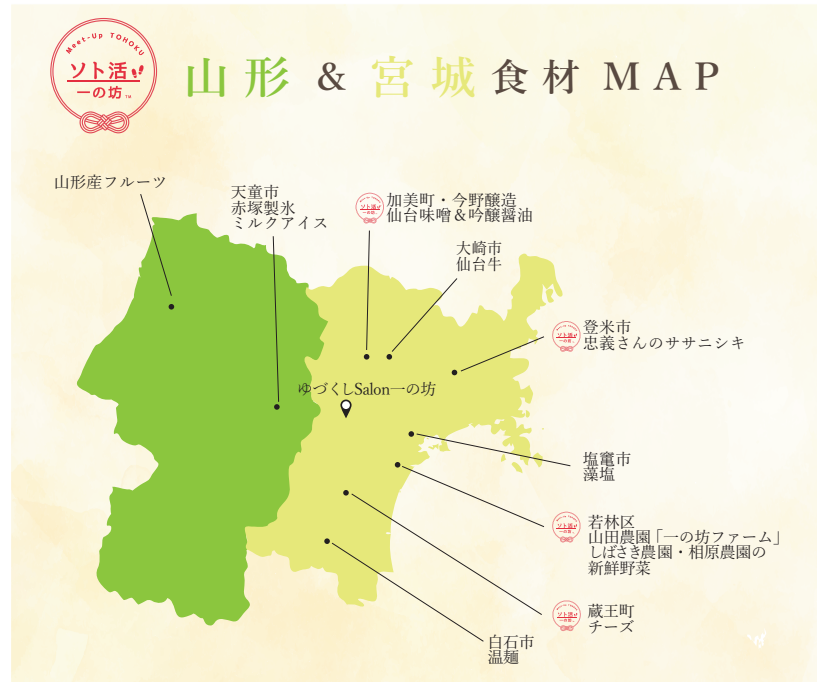 Meet-Up TOHOKU
ソト活
一の坊
TM
山形 & 宮城 食材 MAP
山形産フルーツ
天童市
赤塚製氷
ミルクアイス
加美町・今野醸造
仙台味噌&吟醸醤油
大崎市
仙台牛
登米市
忠義さんのササニシキ
ゆづくしSalon一の坊
塩竃市
藻塩
若林区
山田農園「一の坊ファーム」
しばさき農園・相原農園の
新鮮野菜
蔵王町
チーズ
白石市
温麺